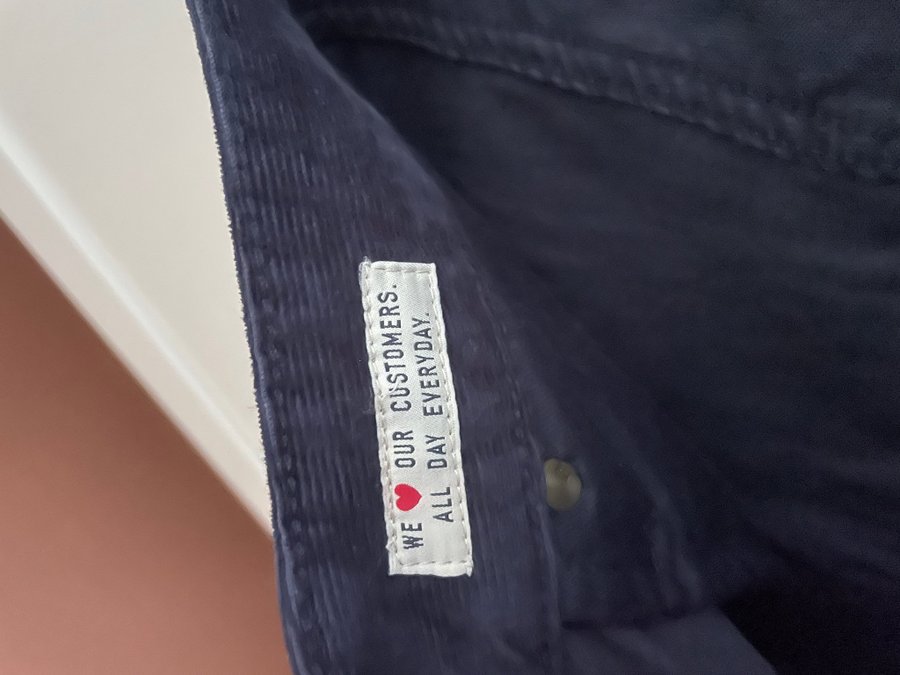 WE ❤ OUR CUSTOMERS.
ALL DAY EVERYDAY.